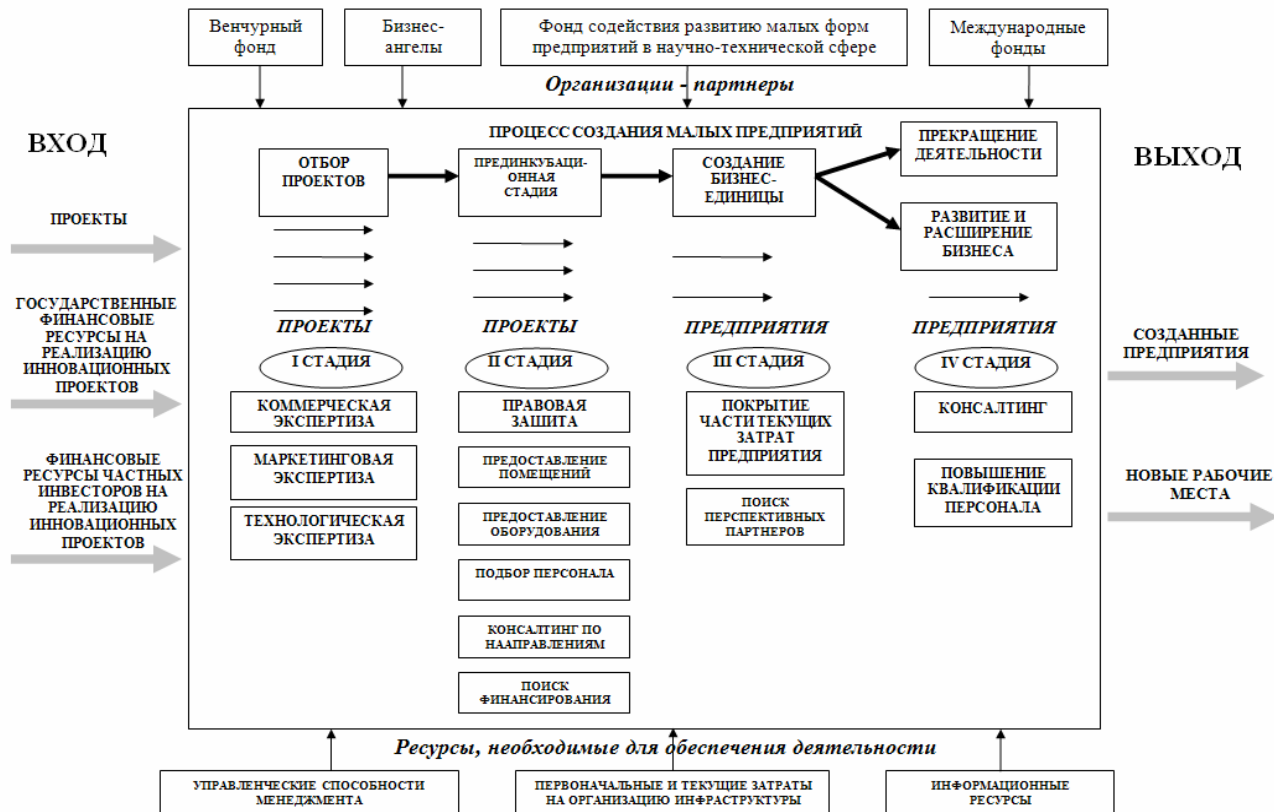 Венчурный
фонд
Бизнес-
ангелы
Фонд содействия развитию малых форм
предприятий в научно-технической сфере
Международные
фонды
Организации - партнеры
ВХОД
ПРОЕКТЫ
ГОСУДАРСТВЕННЫЕ
ФИНАНСОВЫЕ
РЕСУРСЫ НА
РЕАЛИЗАЦИЮ
ИННОВАЦИОННЫХ
ПРОЕКТОВ
ФИНАНСОВЫЕ
РЕСУРСЫ ЧАСТНЫХ
ИНВЕСТОРОВ НА
РЕАЛИЗАЦИЮ
ИННОВАЦИОННЫХ
ПРОЕКТОВ
ПРОЦЕСС СОЗДАНИЯ МАЛЫХ ПРЕДПРИЯТИЙ
ОТБОР
ПРОЕКТОВ
ПРЕДИНКУБАЦИ-
ОННАЯ
СТАДИЯ
СОЗДАНИЕ
БИЗНЕС-
ЕДИНИЦЫ
ПРЕКРАЩЕНИЕ
ДЕЯТЕЛЬНОСТИ
РАЗВИТИЕ И
РАСШИРЕНИЕ
БИЗНЕСА
ПРОЕКТЫ
ПРОЕКТЫ
ПРЕДПРИЯТИЯ
ПРЕДПРИЯТИЯ
I СТАДИЯ
II СТАДИЯ
III СТАДИЯ
IV СТАДИЯ
КОММЕРЧЕСКАЯ
ЭКСПЕРТИЗА
МАРКЕТИНГОВАЯ
ЭКСПЕРТИЗА
ТЕХНОЛОГИЧЕСКАЯ
ЭКСПЕРТИЗА
ПРАВОВАЯ
ЗАШИТА
ПРЕДОСТАВЛЕНИЕ
ПОМЕЩЕНИЙ
ПРЕДОСТАВЛЕНИЕ
ОБОРУДОВАНИЯ
ПОДБОР ПЕРСОНАЛА
КОНСАЛТИНГ ПО
НААПРАВЛЕНИЯМ
ПОИСК
ФИНАНСИРОВАНИЯ
ПОКРЫТИЕ
ЧАСТИ ТЕКУЩИХ
ЗАТРАТ
ПРЕДПРИЯТИЯ
ПОИСК
ПЕРСПЕКТИВНЫХ
ПАРТНЕРОВ
КОНСАЛТИНГ
ПОВЫШЕНИЕ
КВАЛИФИКАЦИИ
ПЕРСОНАЛА
ВЫХОД
СОЗДАННЫЕ
ПРЕДПРИЯТИЯ
НОВЫЕ РАБОЧИЕ
МЕСТА
Ресурсы, необходимые для обеспечения деятельности
УПРАВЛЕНЧЕСКИЕ СПОСОБНОСТИ
МЕНЕДЖМЕНТА
ПЕРВОНАЧАЛЬНЫЕ И ТЕКУЩИЕ ЗАТРАТЫ
НА ОРГАНИЗАЦИЮ ИНФРАСТРУКТУРЫ
ИНФОРМАЦИОННЫЕ
РЕСУРСЫ